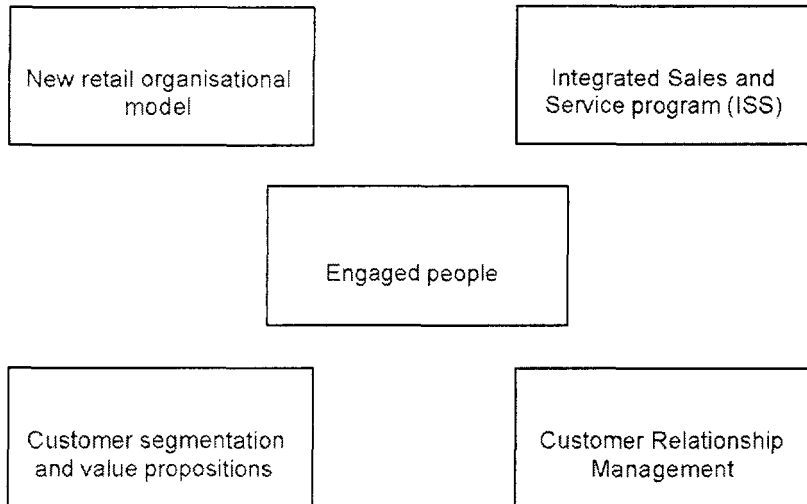 New retail organisational
model
Integrated Sales and
Service program (ISS)
Engaged people
Customer segmentation
and value propositions
Customer Relationship
Management